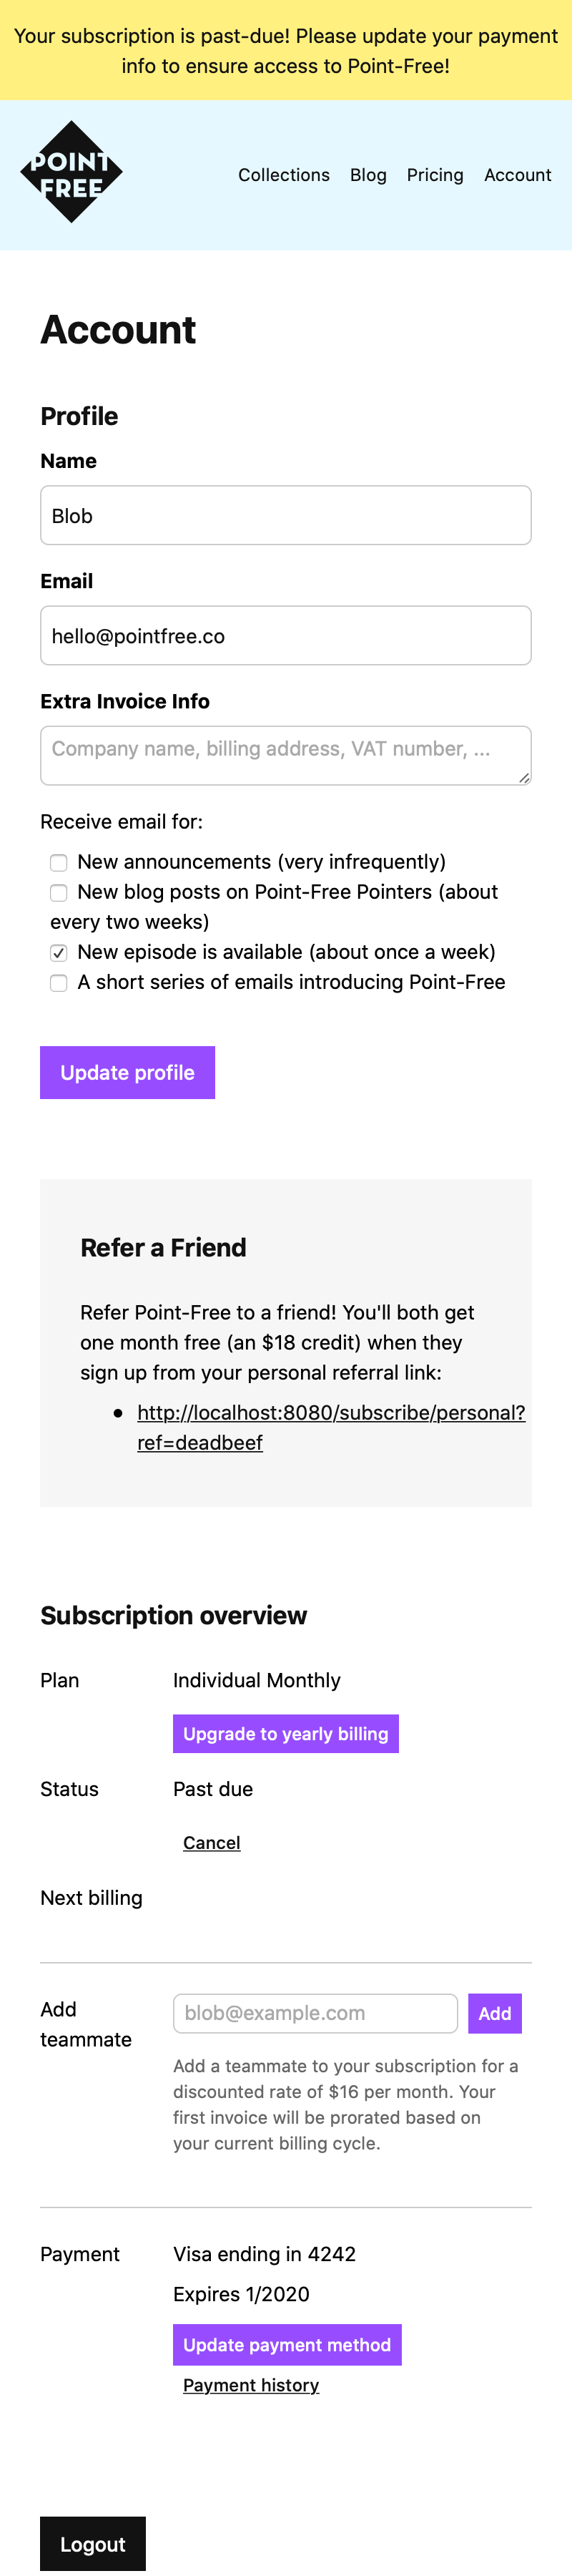 Your subscription is past-due! Please update your payment
info to ensure access to Point-Free!
POINT
FREE
Collections Blog Pricing Account
Account
Profile
Name
Blob
Email
hello@pointfree.co
Extra Invoice Info
Company name, billing address, VAT number, ...
Receive email for:
New announcements (very infrequently)
New blog posts on Point-Free Pointers (about
every two weeks)
New episode is available (about once a week)
A short series of emails introducing Point-Free
Update profile
Refer a Friend
Refer Point-Free to a friend! You'll both get
one month free (an $18 credit) when they
sign up from your personal referral link:
http://localhost:8080/subscribe/personal?
ref=deadbeef
Subscription overview
Plan Individual Monthly
Upgrade to yearly billing
Status Past due
Cancel
Next billing
Add
teammate
blob@example.com Add
Add a teammate to your subscription for a
discounted rate of $16 per month. Your
first invoice will be prorated based on
your current billing cycle.
Payment Visa ending in 4242
Expires 1/2020
Update payment method
Payment history
Logout